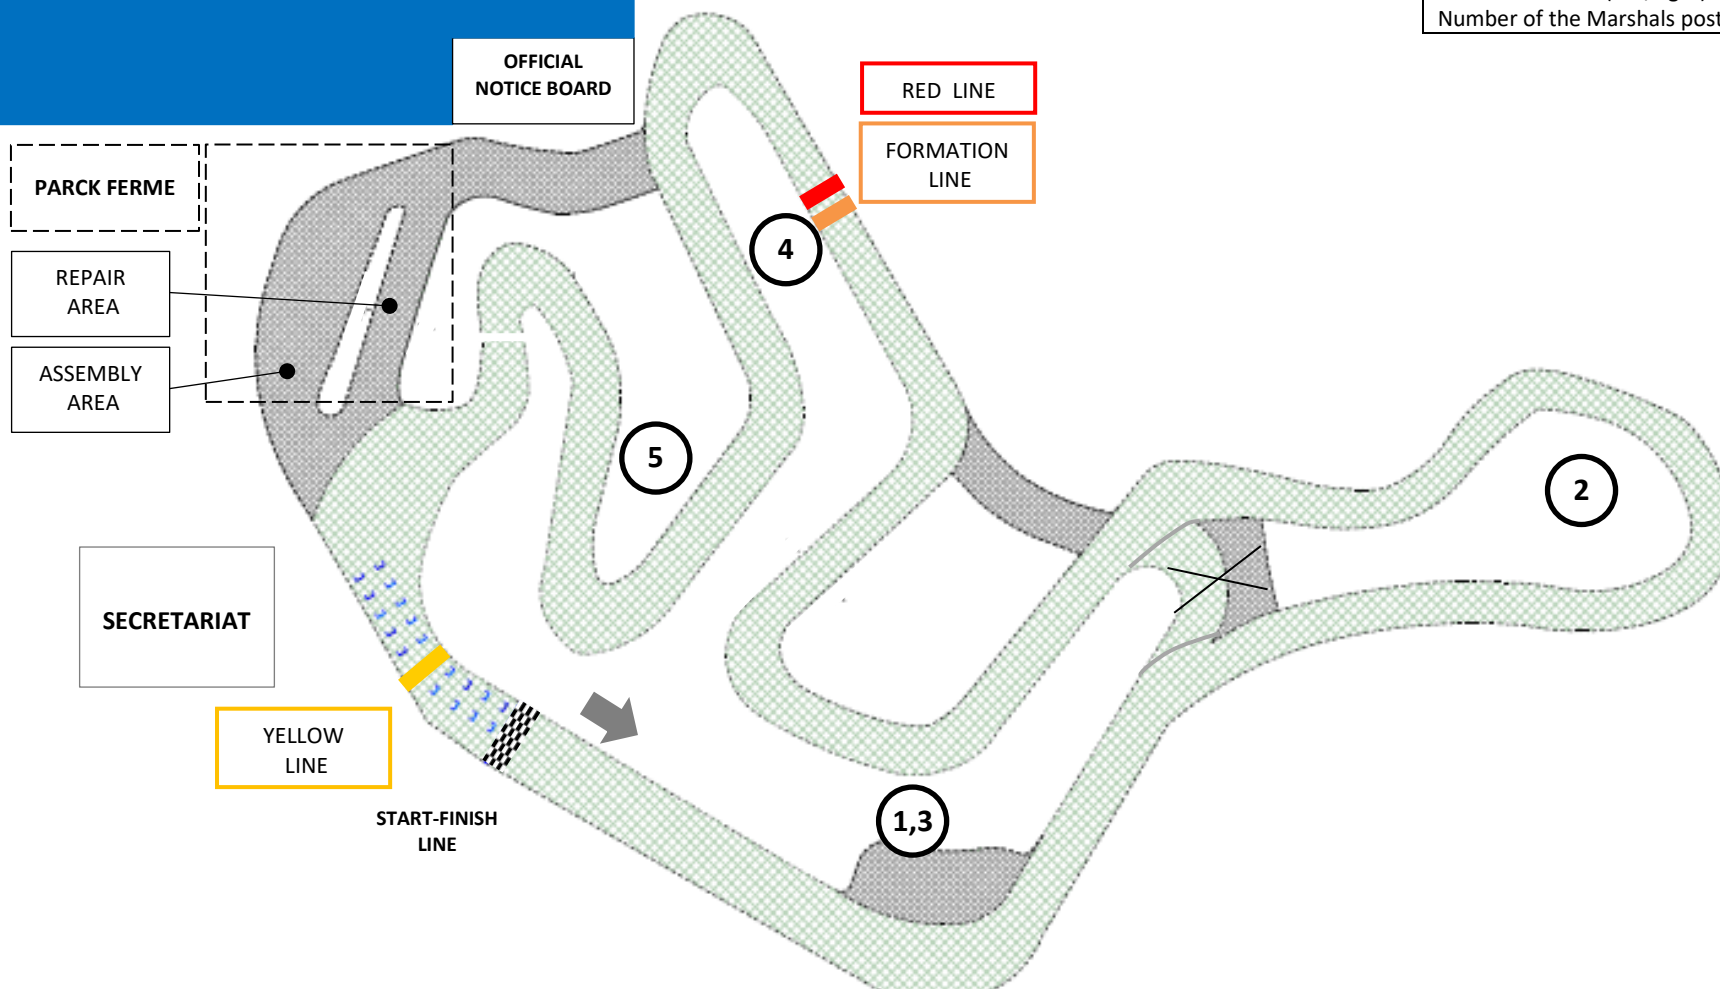 Number of the Marshals post
OFFICIAL
NOTICE BOARD
RED LINE
FORMATION
LINE
PARCK FERME
REPAIR
AREA
ASSEMBLY
AREA
4
5
2
SECRETARIAT
YELLOW
LINE
START-FINISH
LINE
1,3